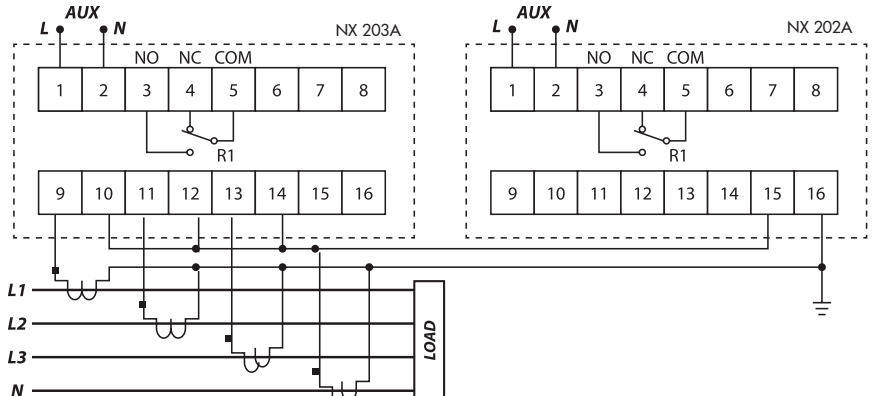 AUX AUX
L N NX 203A L N NX 202A
NO NC COM NO NC COM
1 2 3 4 5 6 7 8 1 2 3 4 5 6 7 8
R1 R1
9 10 11 12 13 14 15 16 9 10 11 12 13 14 15 16
L1
L2
L3
N
LOAD